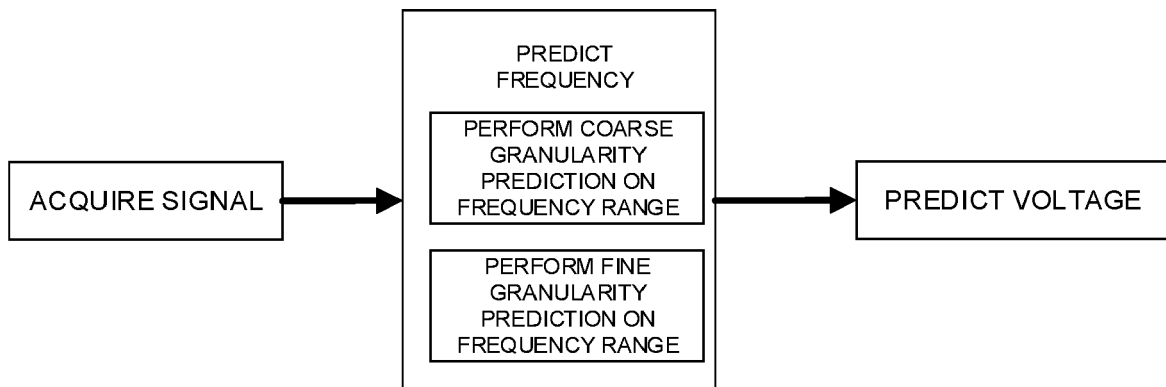 ACQUIRE SIGNAL
PREDICT
FREQUENCY
PERFORM COARSE
GRANULARITY
PREDICTION ON
FREQUENCY RANGE
PERFORM FINE
GRANULARITY
PREDICTION ON
FREQUENCY RANGE
PREDICT VOLTAGE